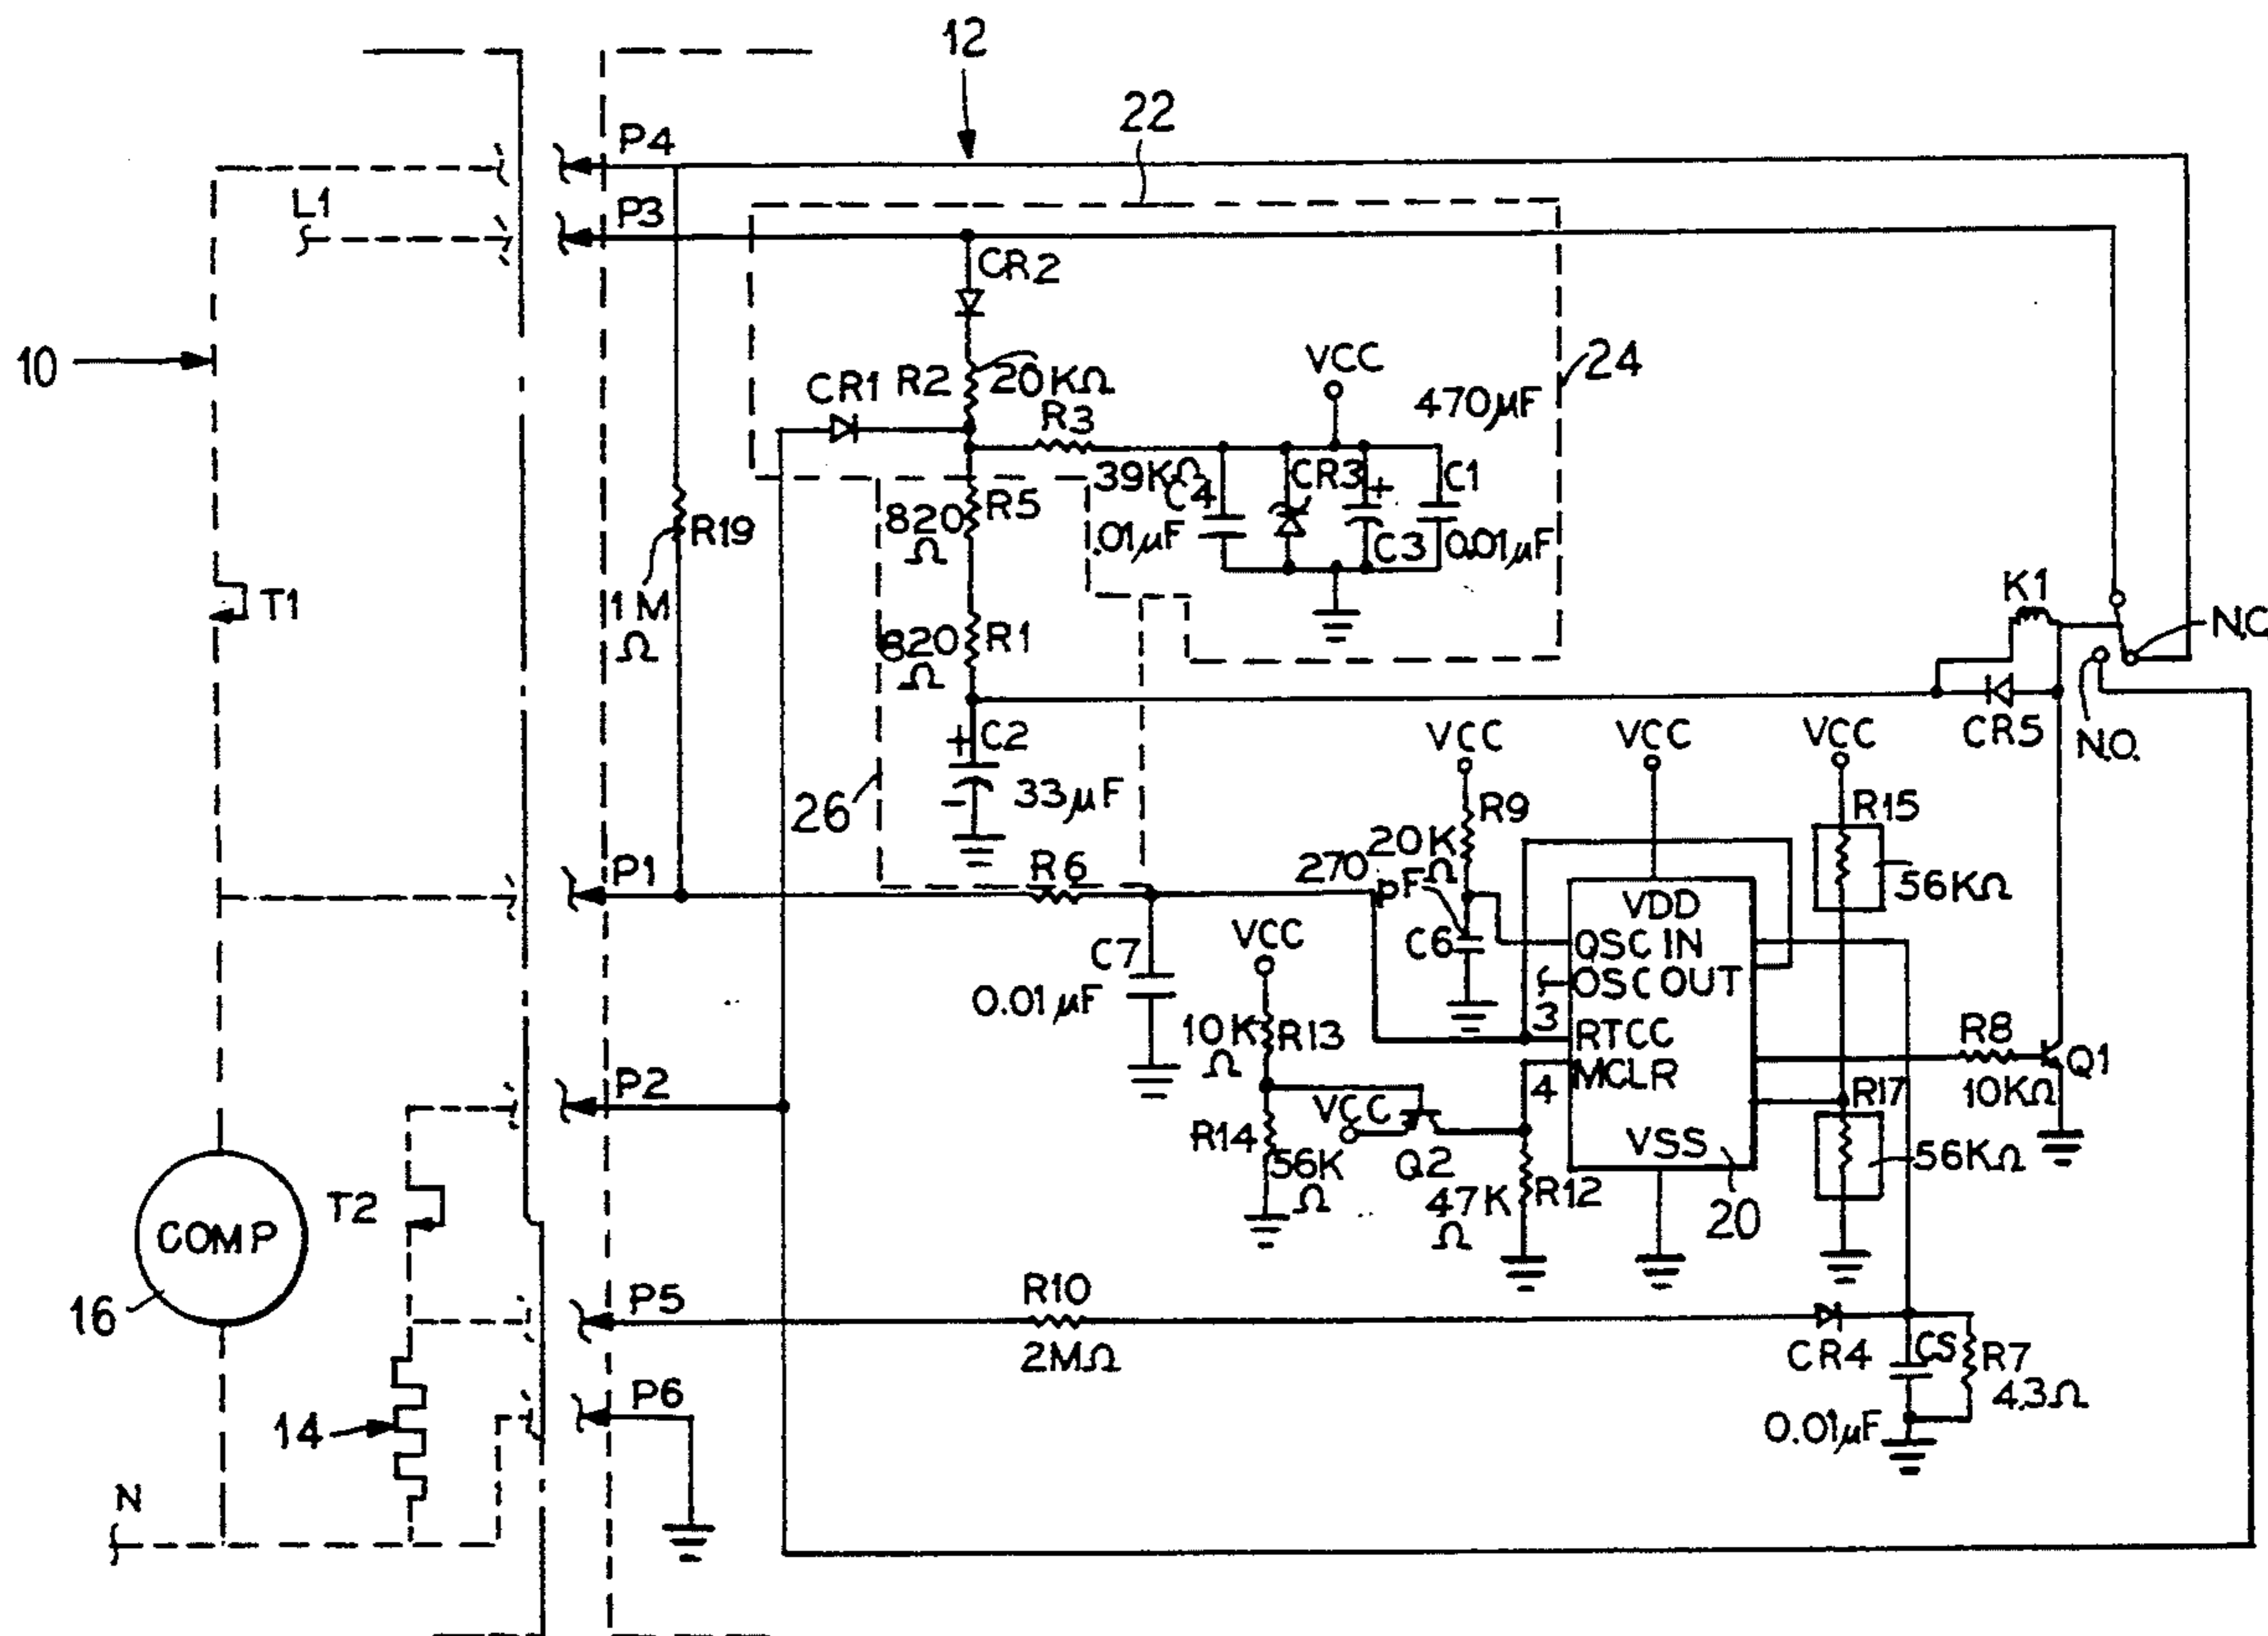 12
22
P4
L1
P3
CR2
10
24
VCC
CR1
R2
20KΩ
470µF
R3
39KΩ
CR3
+
C1
C4
.01µF
820
Ω
R5
R19
C3
0.01µF
T1
1M
Ω
K1
N.C
820
Ω
R1
+
C2
VCC
VCC
VCC
CR5
N.O.
26
-
33µF
R9
R15
P1
R6
270
pF
20K
Ω
56KΩ
VDD
C7
VCC
C6
OSC IN
OSC OUT
0.01µF
3
RTCC
10K
Ω
R13
R8
Q1
P2
MCLR
4
R17
10KΩ
VCC
R14
56K
Ω
Q2
VSS
56KΩ
T2
47K
Ω
R12
20
COMP
16
P5
R10
2MΩ
CR4
CS
R7
4.3Ω
P6
14
0.01µF
N